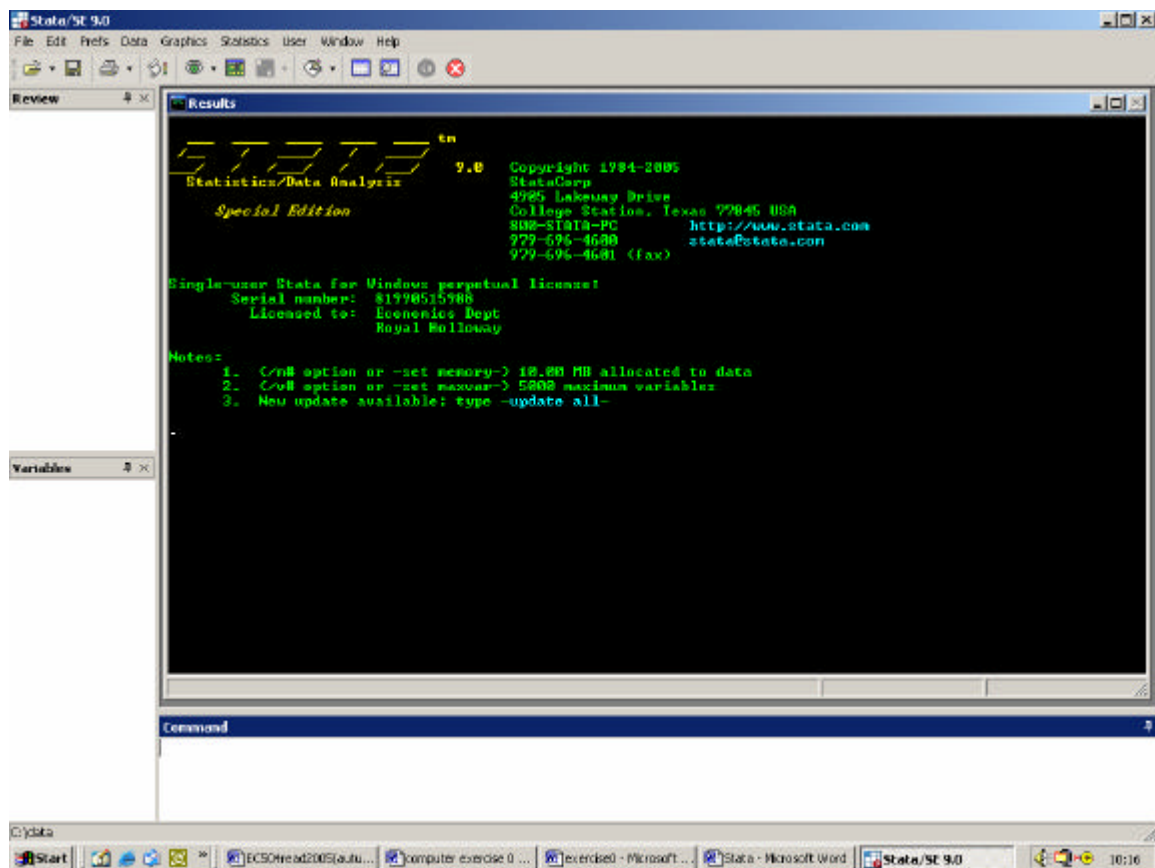 Stata/SE 9.0
File Edit Prefs Data Graphics Statistics User Window Help
Review
Results
STATA tm
9.0 Copyright 1984-2005
Statistics/Data Analysis StataCorp
4905 Lakeway Drive
Special Edition College Station, Texas 77845 USA
800-STATA-PC http://www.stata.com
979-696-4600 stata@stata.com
979-696-4601 (fax)
Single-user Stata for Windows perpetual license:
Serial number: 81990515988
Licensed to: Economics Dept
Royal Holloway
Notes:
1. (/m# option or -set memory-) 10.00 MB allocated to data
2. (/v# option or -set maxvar-) 5000 maximum variables
3. New update available; type -update all-
Variables
Command
C:\data
Start
computer exercise 0 ...
exercise0 - Microsoft ...
Stata - Microsoft Word
Stata/SE 9.0
10:16